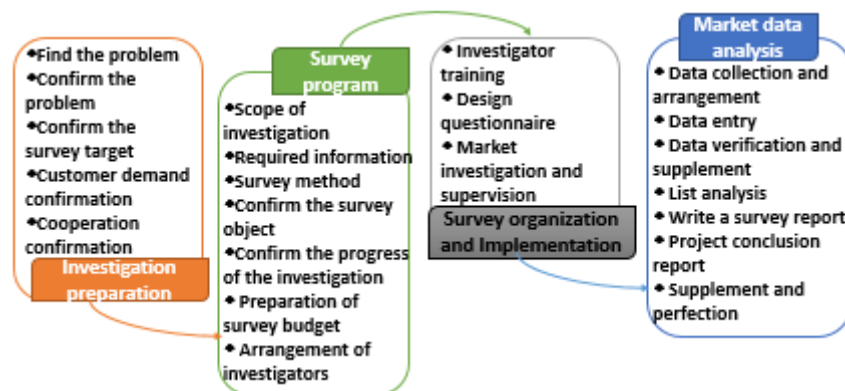 ♠Find the problem
♠Confirm the
problem
♠Confirm the
survey target
♠Customer demand
confirmation
♠Cooperation
confirmation
Investigation
preparation
Survey
program
♠Scope of
investigation
♠Required information
♠Survey method
♠Confirm the survey
object
♠Confirm the progress
of the investigation
♠ Preparation of
survey budget
♠ Arrangement of
investigators
♠ Investigator
training
♠ Design
questionnaire
♠ Market
investigation and
supervision
Survey organization
and Implementation
Market data
analysis
♠ Data collection and
arrangement
♠ Data entry
♠ Data verification and
supplement
♠ List analysis
♠ Write a survey report
♠ Project conclusion
report
♠ Supplement and
perfection